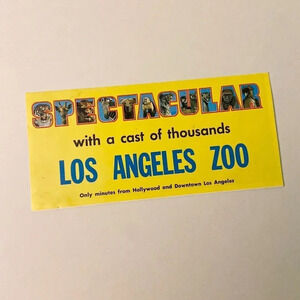 SPECTACULAR
with a cast of thousands
LOS ANGELES ZOO
Only minutes from Hollywood and Downtown Los Angeles